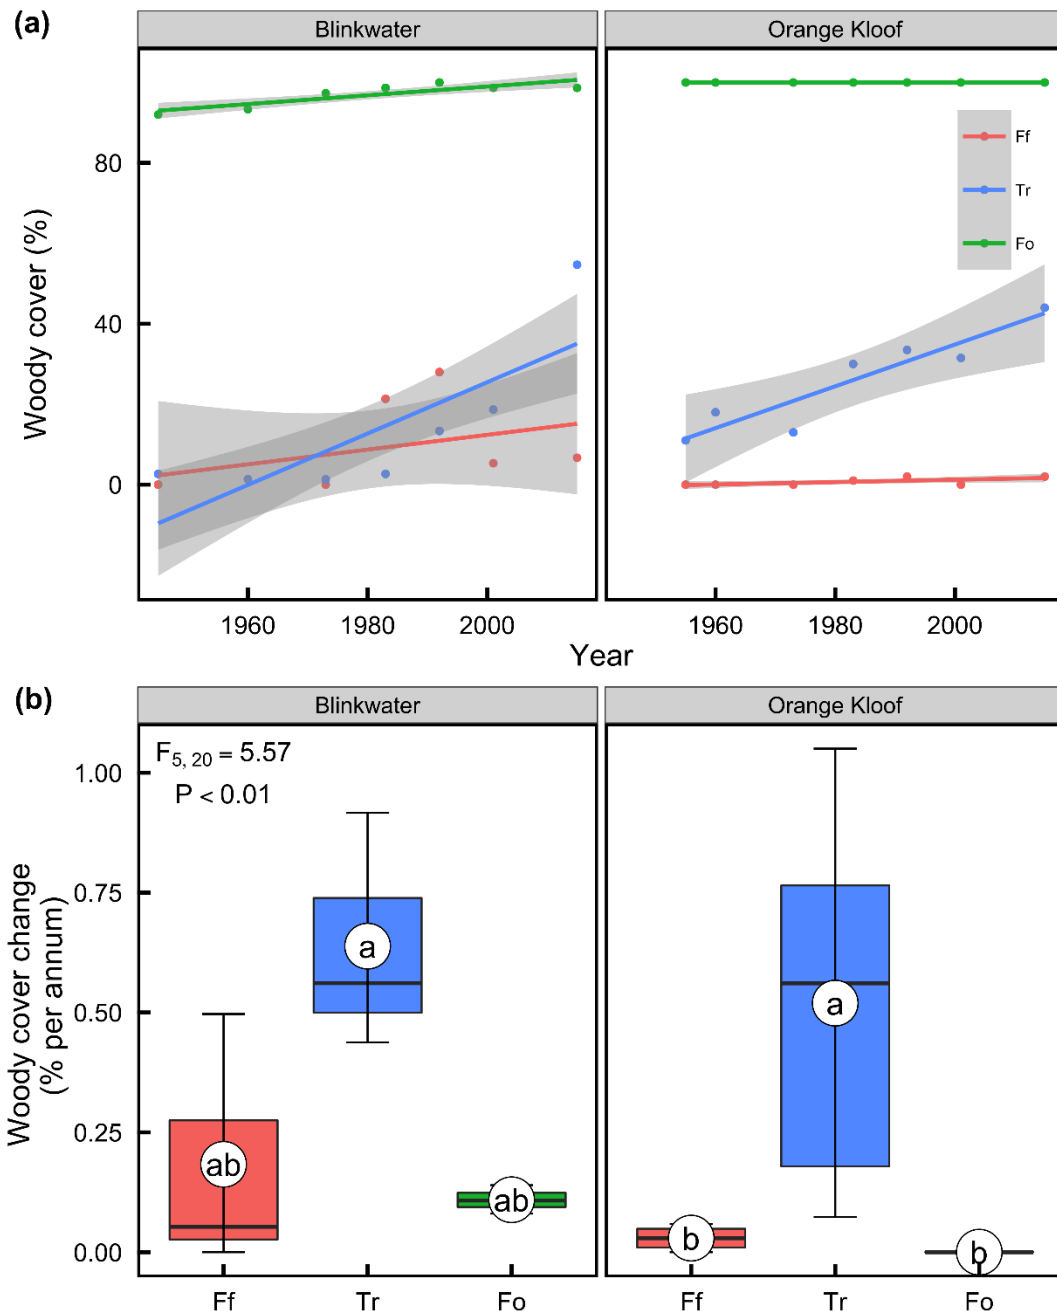 (a)
Blinkwater
Orange Kloof
Woody cover (%)
80
40
0
Ff
Tr
Fo
1960
1980
2000
1960
1980
2000
Year
(b)
Blinkwater
Orange Kloof
F5, 20 = 5.57
P < 0.01
Woody cover change
(% per annum)
1.00
0.75
0.50
0.25
0.00
ab
a
ab
b
a
b
Ff
Tr
Fo
Ff
Tr
Fo